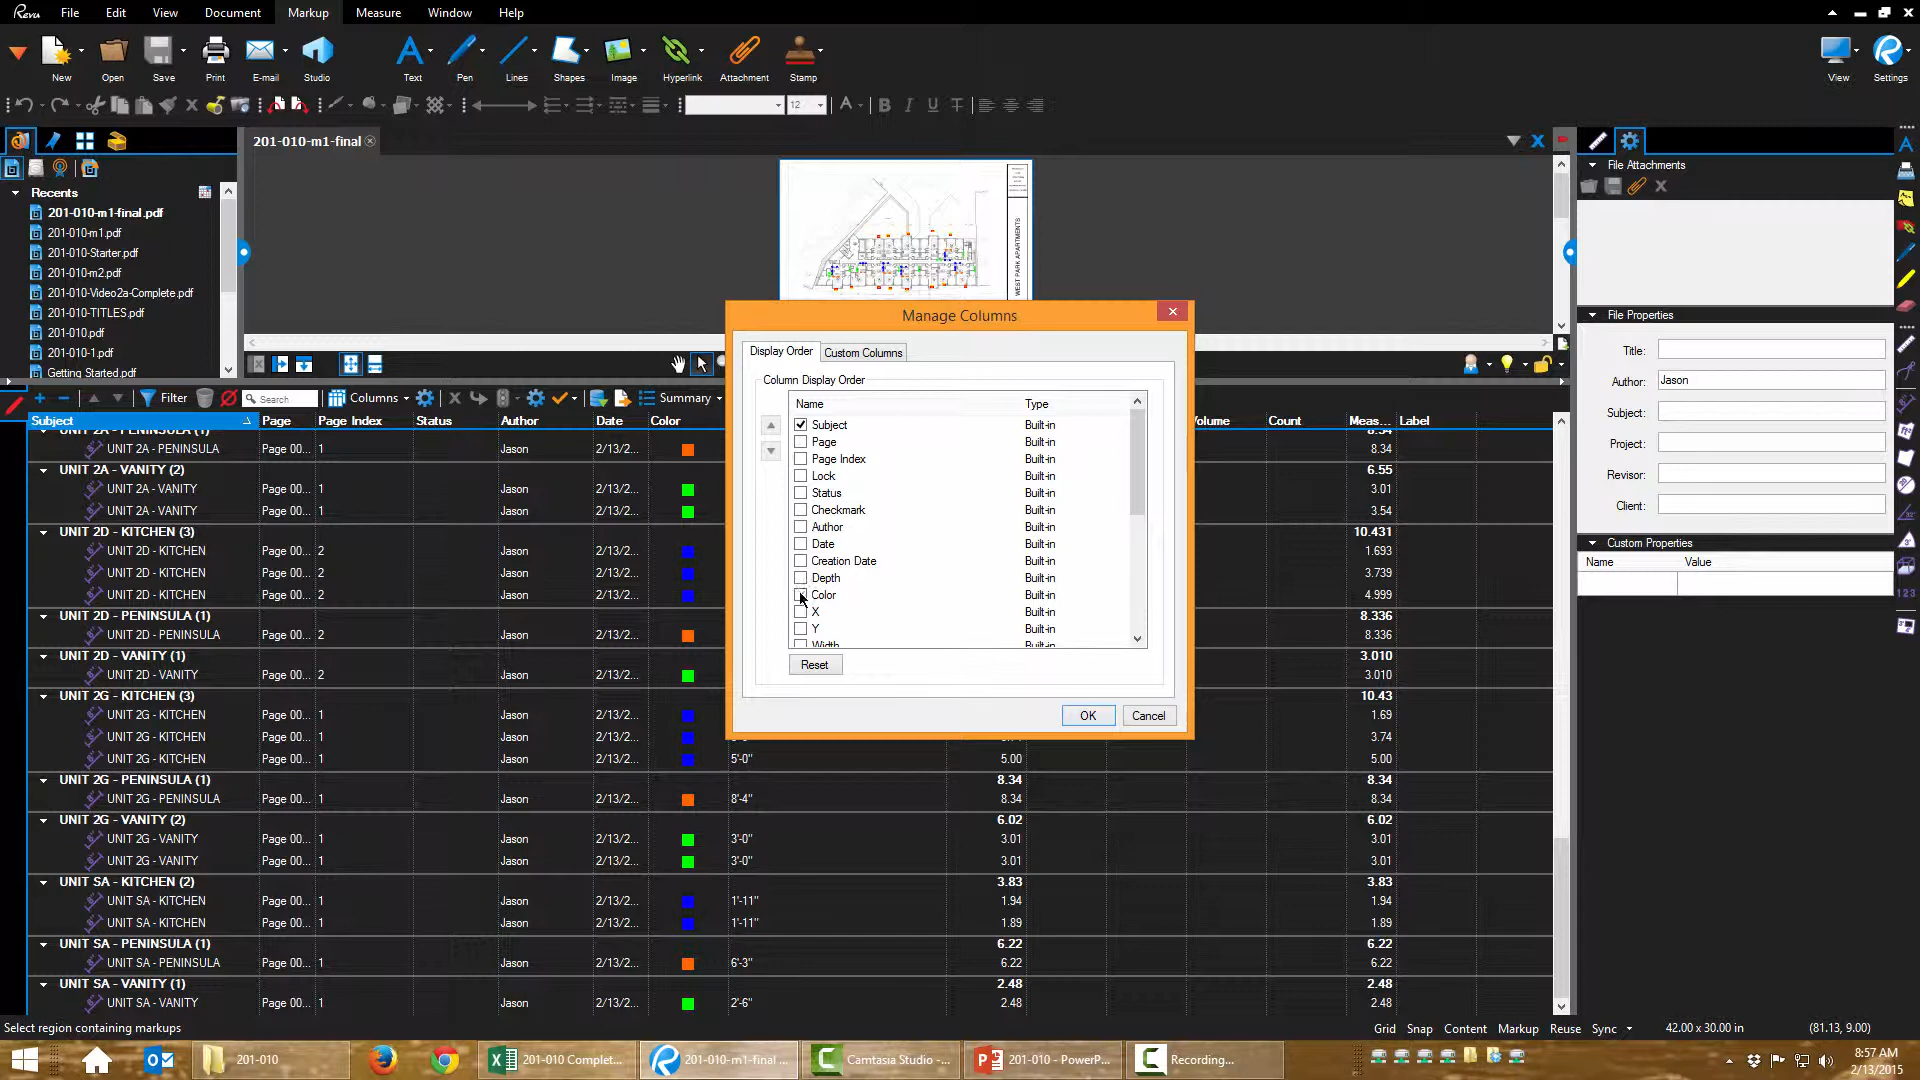 Revu File Edit View Document Markup Measure Window Help
New Open Save Print E-mail Studio Text Pen Lines Shapes Image Hyperlink Attachment Stamp View Settings
12
201-010-m1-final
Recents
201-010-m1-final.pdf
201-010-m1.pdf
201-010-Starter.pdf
201-010-m2.pdf
201-010-Video2a-Complete.pdf
201-010-TITLES.pdf
201-010.pdf
201-010-1.pdf
Getting Started.pdf
WEST PARK APARTMENTS
File Attachments
File Properties
Title:
Author: Jason
Subject:
Project:
Revisor:
Client:
Custom Properties
Name Value
Manage Columns
Display Order Custom Columns
Column Display Order
Name Type
Subject Built-in
Page Built-in
Page Index Built-in
Lock Built-in
Status Built-in
Checkmark Built-in
Author Built-in
Date Built-in
Creation Date Built-in
Depth Built-in
Color Built-in
X Built-in
Y Built-in
Width Built-in
Reset
OK Cancel
Filter Search Columns Summary
Subject Page Page Index Status Author Date Color Volume Count Meas... Label
UNIT 2A - PENINSULA (1) 8.34
UNIT 2A - PENINSULA Page 00... 1 Jason 2/13/2... 8.34
UNIT 2A - VANITY (2) 6.55
UNIT 2A - VANITY Page 00... 1 Jason 2/13/2... 3.01
UNIT 2A - VANITY Page 00... 1 Jason 2/13/2... 3.54
UNIT 2D - KITCHEN (3) 10.431
UNIT 2D - KITCHEN Page 00... 2 Jason 2/13/2... 1.693
UNIT 2D - KITCHEN Page 00... 2 Jason 2/13/2... 3.739
UNIT 2D - KITCHEN Page 00... 2 Jason 2/13/2... 4.999
UNIT 2D - PENINSULA (1) 8.336
UNIT 2D - PENINSULA Page 00... 2 Jason 2/13/2... 8.336
UNIT 2D - VANITY (1) 3.010
UNIT 2D - VANITY Page 00... 2 Jason 2/13/2... 3.010
UNIT 2G - KITCHEN (3) 10.43
UNIT 2G - KITCHEN Page 00... 1 Jason 2/13/2... 1.69
UNIT 2G - KITCHEN Page 00... 1 Jason 2/13/2... 3.74
UNIT 2G - KITCHEN Page 00... 1 Jason 2/13/2... 5'-0" 5.00 5.00
UNIT 2G - PENINSULA (1) 8.34 8.34
UNIT 2G - PENINSULA Page 00... 1 Jason 2/13/2... 8'-4" 8.34 8.34
UNIT 2G - VANITY (2) 6.02 6.02
UNIT 2G - VANITY Page 00... 1 Jason 2/13/2... 3'-0" 3.01 3.01
UNIT 2G - VANITY Page 00... 1 Jason 2/13/2... 3'-0" 3.01 3.01
UNIT SA - KITCHEN (2) 3.83 3.83
UNIT SA - KITCHEN Page 00... 1 Jason 2/13/2... 1'-11" 1.94 1.94
UNIT SA - KITCHEN Page 00... 1 Jason 2/13/2... 1'-11" 1.89 1.89
UNIT SA - PENINSULA (1) 6.22 6.22
UNIT SA - PENINSULA Page 00... 1 Jason 2/13/2... 6'-3" 6.22 6.22
UNIT SA - VANITY (1) 2.48 2.48
UNIT SA - VANITY Page 00... 1 Jason 2/13/2... 2'-6" 2.48 2.48
Select region containing markups Grid Snap Content Markup Reuse Sync 42.00 x 30.00 in (81.13, 9.00)
201-010 201-010 Complet... 201-010-m1-final ... Camtasia Studio -... 201-010 - PowerP... Recording...
8:57 AM
2/13/2015